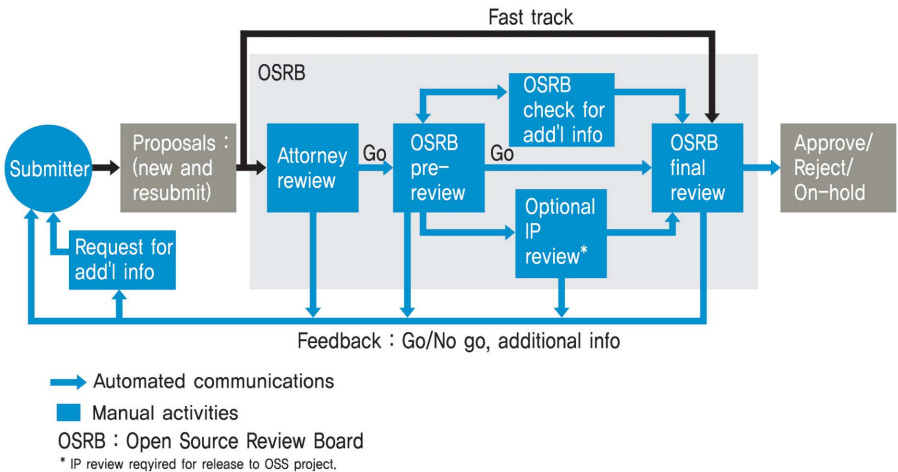 Fast track
OSRB
OSRB
check for
add'l info
Submitter
Proposals :
(new and
resubmit)
Attorney
rewiew
Go
OSRB
pre-
review
Go
OSRB
final
review
Approve/
Reject/
On-hold
Optional
IP
review*
Request for
add'l info
Feedback : Go/No go, additional info
Automated communications
Manual activities
OSRB : Open Source Review Board
* IP review reqyired for release to OSS project.